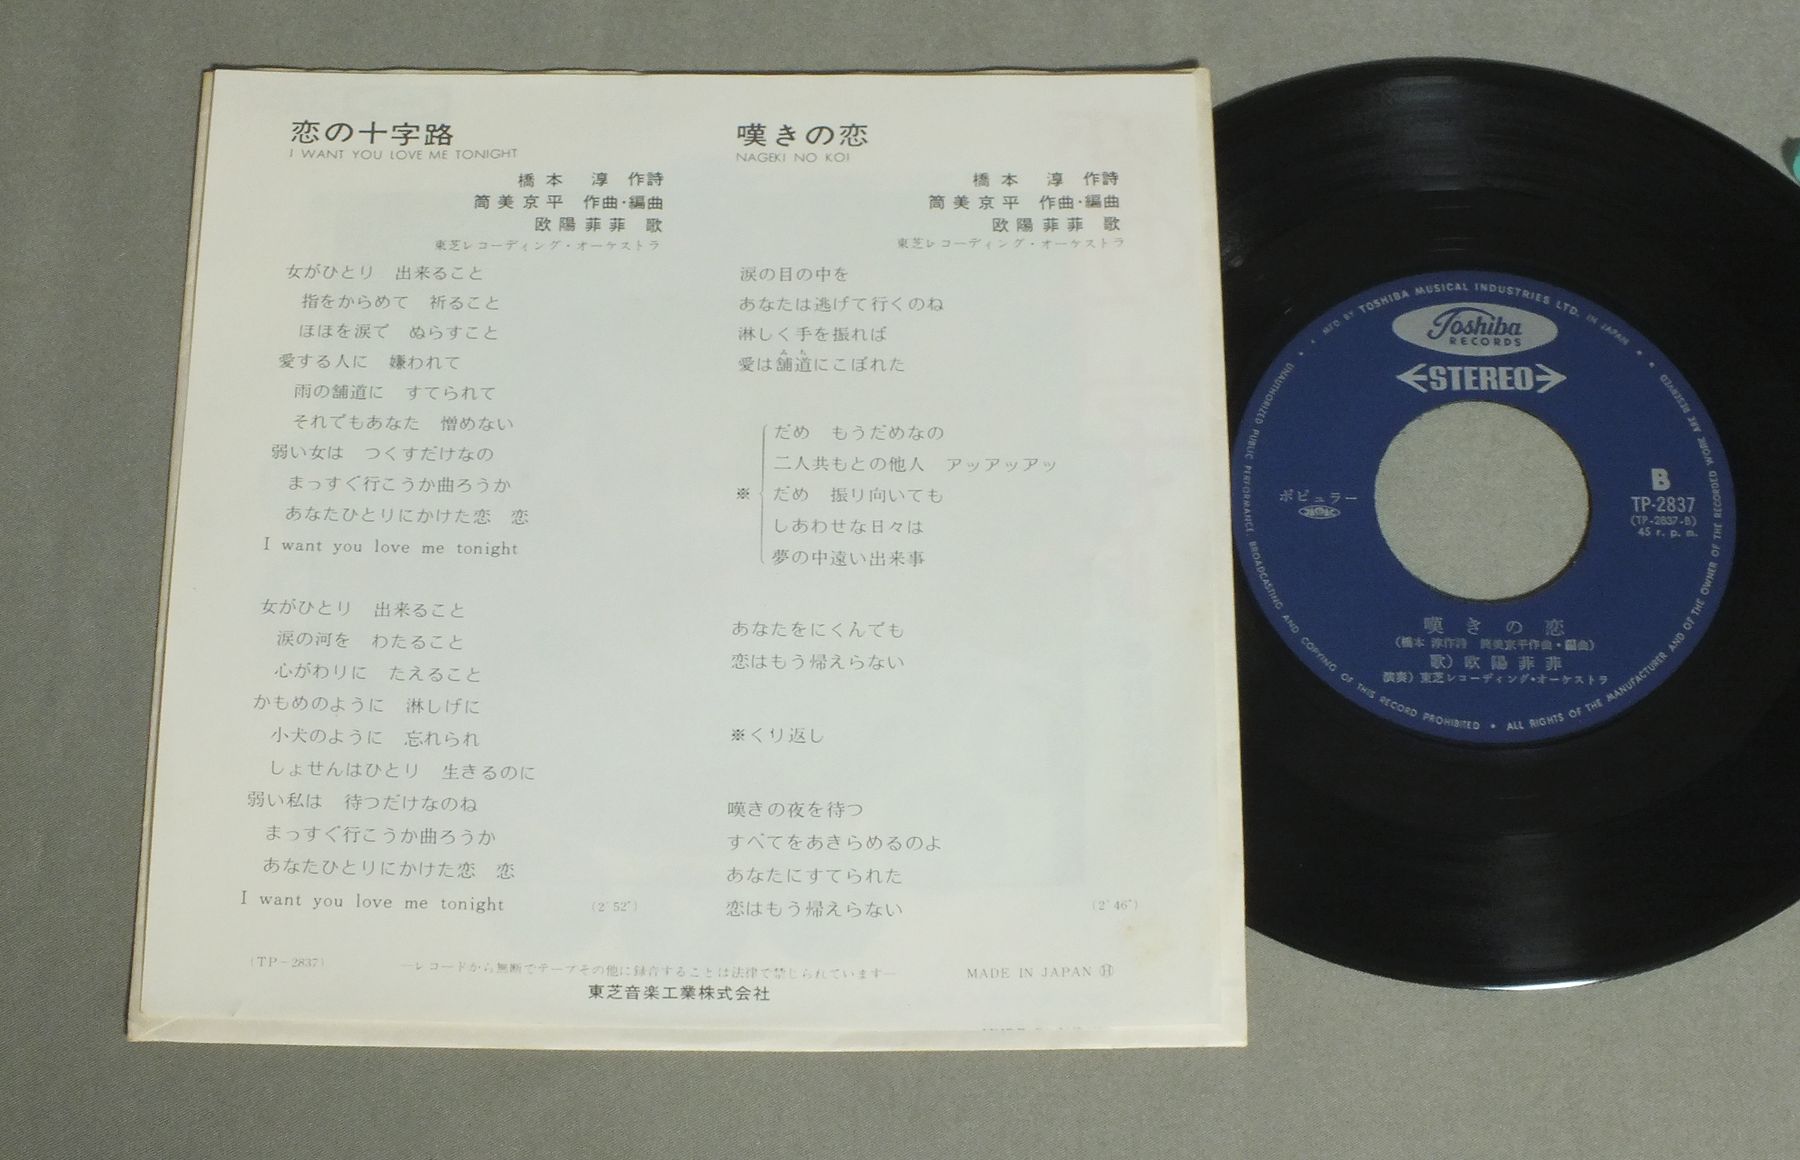 恋の十字路
I WANT YOU LOVE ME TONIGHT
橋本 淳 作詩
筒美京平 作曲・編曲
欧陽菲菲 歌
東芝レコーディング・オーケストラ
女がひとり 出来ること
指をからめて 祈ること
ほほを涙で ぬらすこと
愛する人に 嫌われて
雨の舗道に すてられて
それでもあなた 憎めない
弱い女は つくすだけなの
まっすぐ行こうか曲ろうか
あなたひとりにかけた恋 恋
I want you love me tonight
女がひとり 出来ること
涙の河を わたること
心がわりに たえること
かもめのように 淋しげに
小犬のように 忘れられ
しょせんはひとり 生きるのに
弱い私は 待つだけなのね
まっすぐ行こうか曲ろうか
あなたひとりにかけた恋 恋
I want you love me tonight
(2'52")
嘆きの恋
NAGEKI NO KOI
橋本 淳 作詩
筒美京平 作曲・編曲
欧陽菲菲 歌
東芝レコーディング・オーケストラ
涙の目の中を
あなたは逃げて行くのね
淋しく手を振れば
みち
愛は舗道にこぼれた
だめ もうだめなの
二人共もとの他人 アッアッアッ
※ だめ 振り向いても
しあわせな日々は
夢の中遠い出来事
あなたをにくんでも
恋はもう帰えらない
※くり返し
嘆きの夜を待つ
すべてをあきらめるのよ
あなたにすてられた
恋はもう帰えらない
(2'46")
(TP-2837)
—レコードから無断でテープその他に録音することは法律で禁じられています—
MADE IN JAPAN Ⓗ
東芝音楽工業株式会社
MFD. BY TOSHIBA MUSICAL INDUSTRIES LTD. IN JAPAN
Toshiba
RECORDS
STEREO
ポピュラー
JASRAC
B
TP-2837
(TP-2837-B)
45 r. p. m.
嘆きの恋
(橋本 淳作詩 筒美京平作曲・編曲)
歌) 欧陽菲菲
演奏) 東芝レコーディング・オーケストラ
UNAUTHORIZED PUBLIC PERFORMANCE, BROADCASTING AND COPYING OF THIS RECORD PROHIBITED • ALL RIGHTS OF THE MANUFACTURER AND OF THE OWNER OF THE RECORDED WORK ARE RESERVED